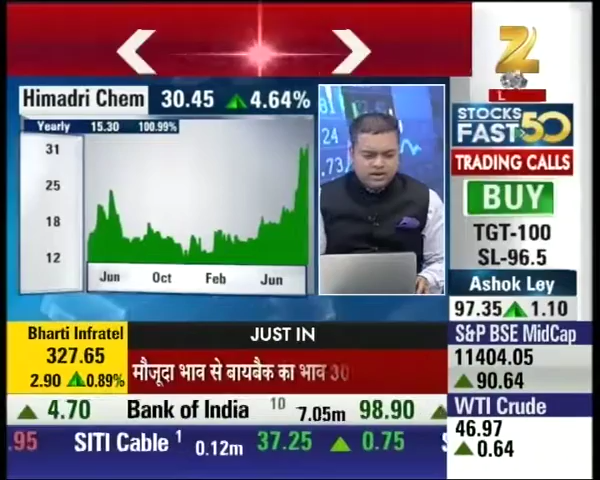 Himadri Chem 30.45 4.64%
Yearly 15.30 100.99%
31
25
18
12
Jun Oct Feb Jun
STOCKS
FAST 50
TRADING CALLS
BUY
TGT-100
SL-96.5
Ashok Ley
97.35 1.10
Bharti Infratel
327.65
2.90 0.89%
JUST IN
मौजूदा भाव से बायबैक का भाव 30
S&P BSE MidCap
11404.05
90.64
4.70 Bank of India 10 7.05m 98.90
WTI Crude
46.97
0.64
.95 SITI Cable 1 0.12m 37.25 0.75